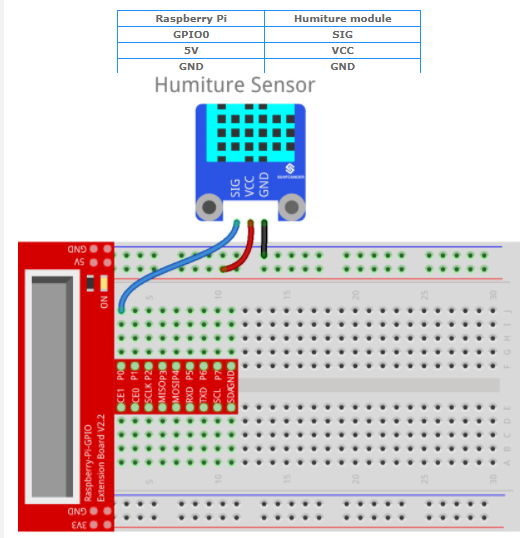 Raspberry Pi Humiture module
GPIO0 SIG
5V VCC
GND GND
Humiture Sensor
SIG
VCC
GND
SUNFOUNDER
GND
5V
ON
5 10 15 20 25 30
J
I
H
G
F
CE1 P0
CE0 P1
SCLK P2
MISO P3
MOSI P4
RXD P5
TXD P6
SCL P7
SDA GND
E
D
C
B
A
Raspberry-Pi-GPIO
Extension Board V2.2
5 10 15 20 25 30
GND
3V3